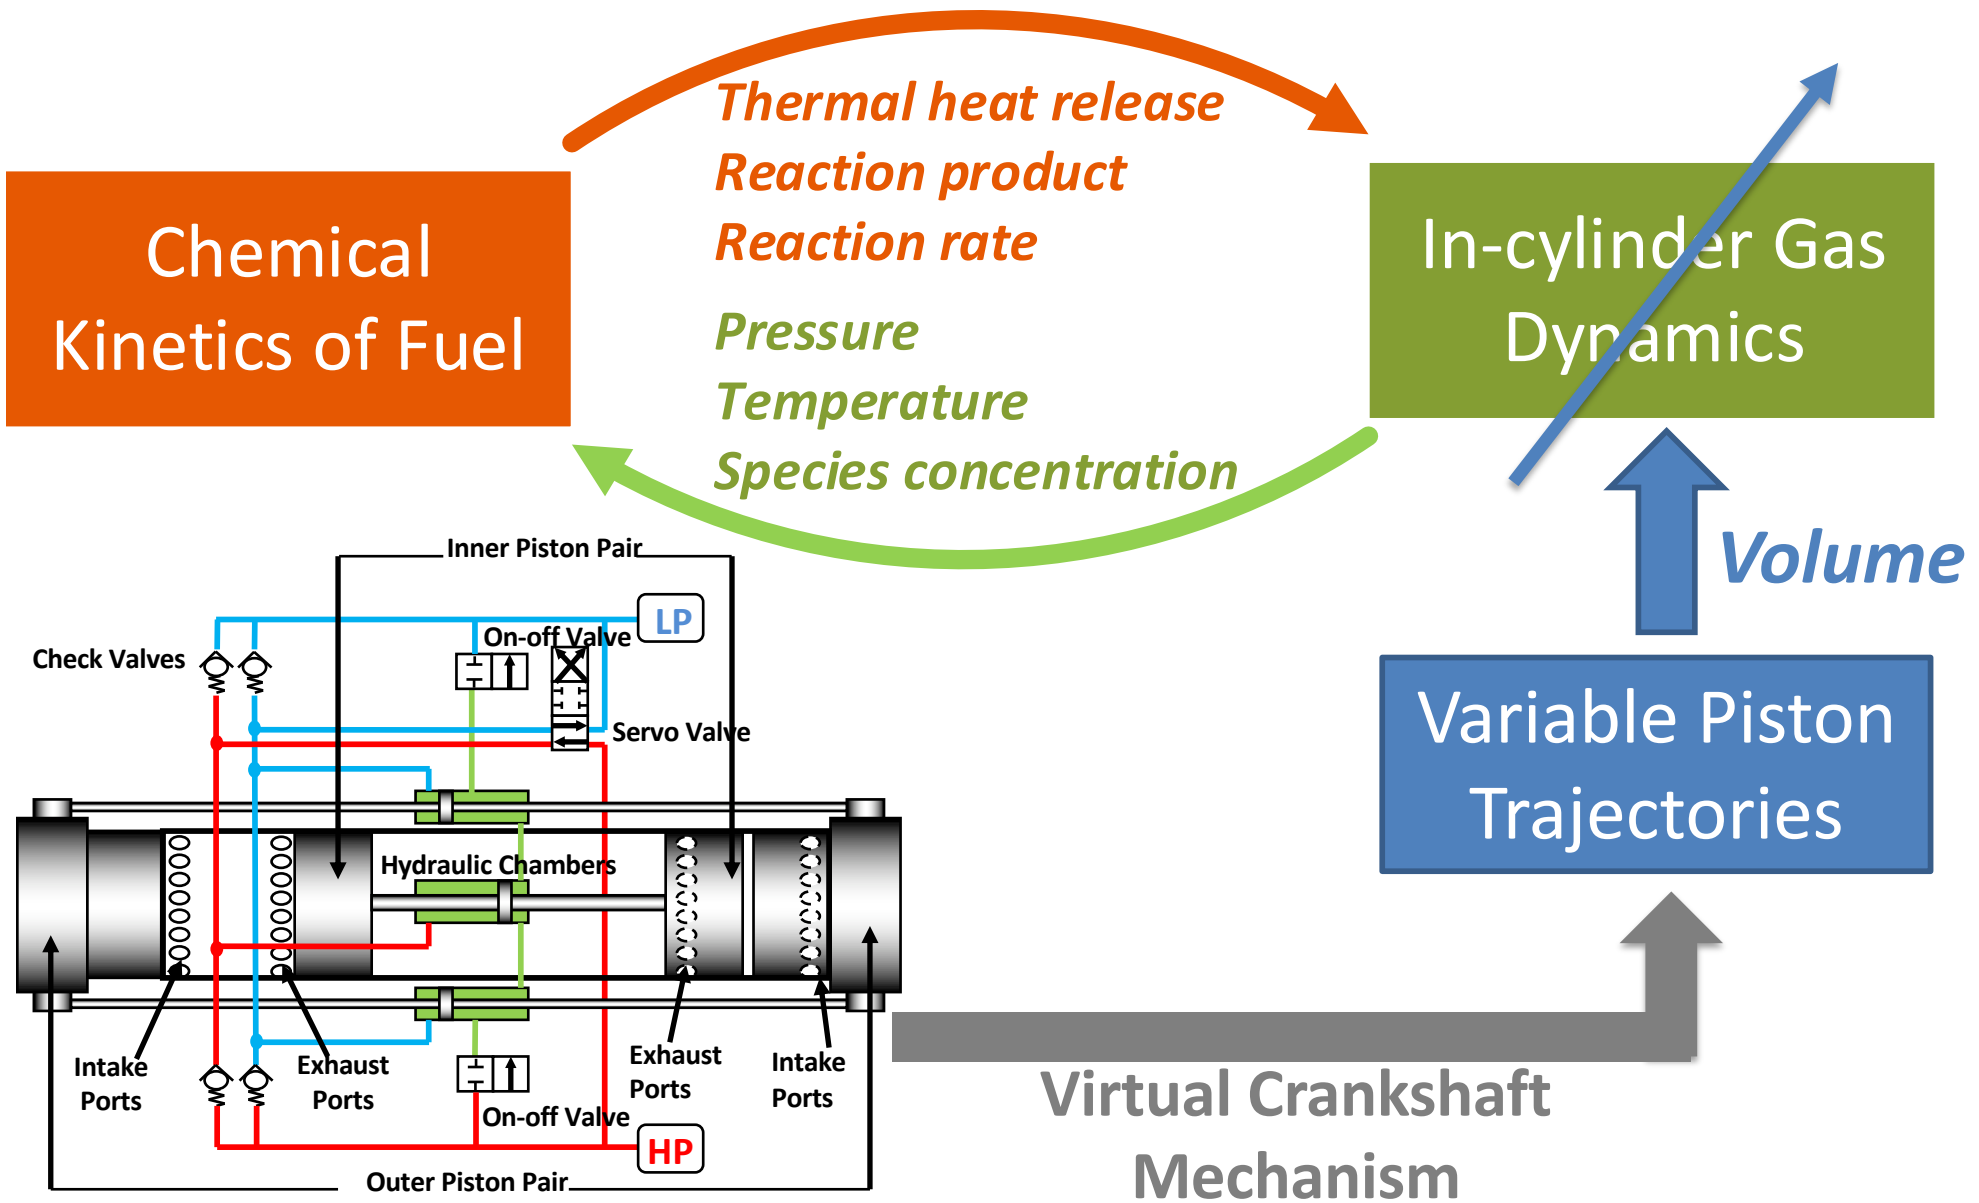 Thermal heat release
Reaction product
Reaction rate
Chemical
Kinetics of Fuel
In-cylinder Gas
Dynamics
Pressure
Temperature
Species concentration
Volume
Variable Piston
Trajectories
Virtual Crankshaft
Mechanism
Inner Piston Pair
LP
On-off Valve
Check Valves
Servo Valve
Hydraulic Chambers
Intake
Ports
Exhaust
Ports
Exhaust
Ports
Intake
Ports
On-off Valve
HP
Outer Piston Pair